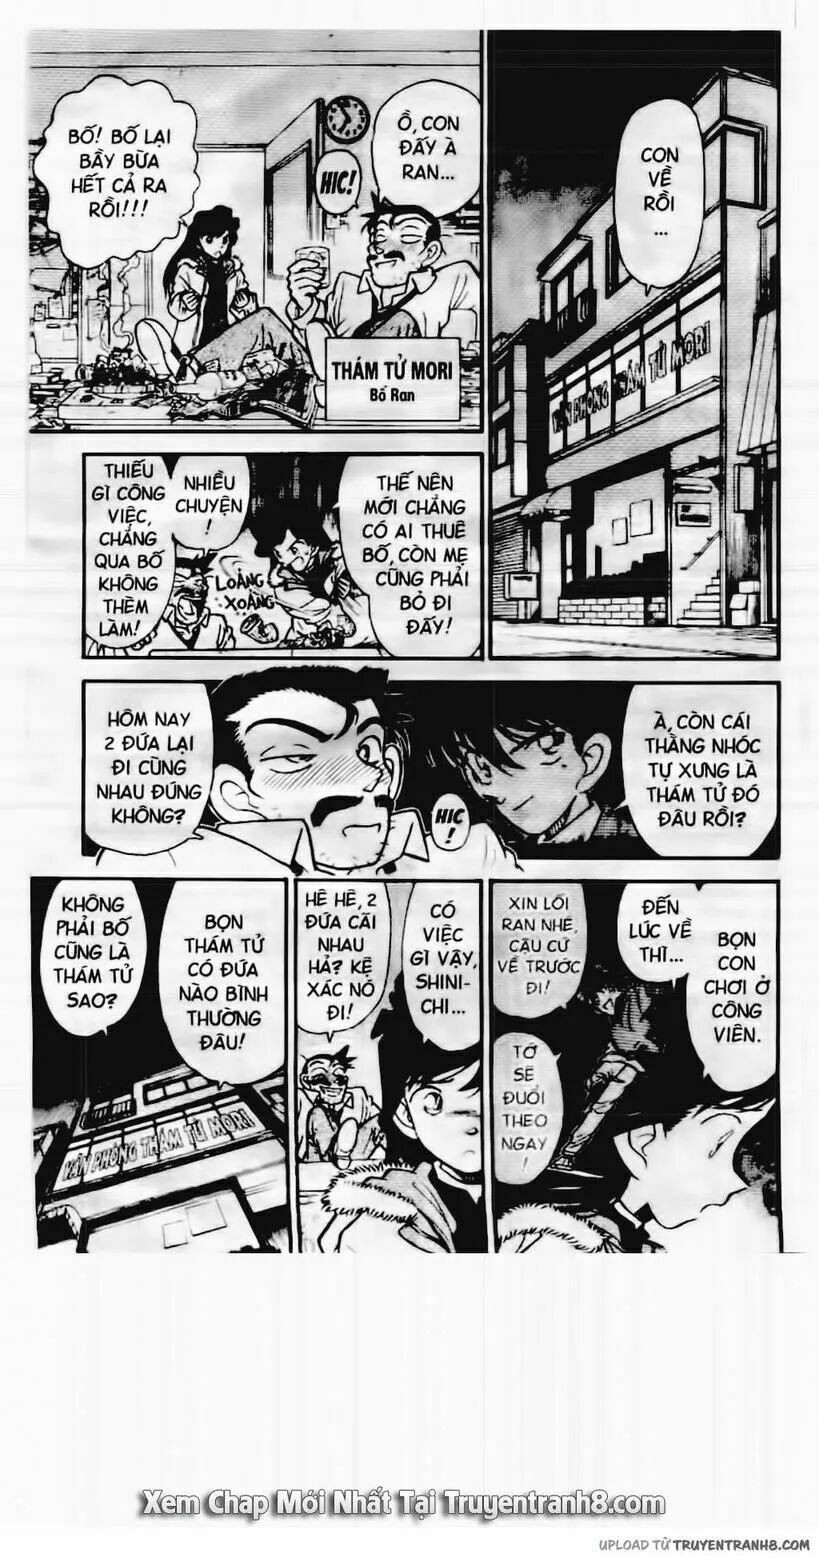 CON
VỀ
RỒI
...
VĂN PHÒNG THÁM TỬ MORI
Ồ, CON
ĐẤY À
RAN...
HIC!
BỐ! BỐ LẠI
BẦY BỪA
HẾT CẢ RA
RỒI!!!
THÁM TỬ MORI
Bố Ran
THẾ NÊN
MỚI CHẲNG
CÓ AI THUÊ
BỐ, CÒN MẸ
CŨNG PHẢI
BỎ ĐI
ĐẤY!
LOẢNG
XOẢNG
NHIỀU
CHUYỆN
!
THIẾU
GÌ CÔNG
VIỆC,
CHẲNG
QUA BỐ
KHÔNG
THÈM
LÀM!
À, CÒN CÁI
THẰNG NHÓC
TỰ XƯNG LÀ
THÁM TỬ ĐÓ
ĐÂU RỒI?
HIC
!
HÔM NAY
2 ĐỨA LẠI
ĐI CÙNG
NHAU ĐÚNG
KHÔNG?
BỌN
CON
CHƠI Ở
CÔNG
VIÊN.
ĐẾN
LÚC VỀ
THÌ...
XIN LỖI
RAN NHÉ,
CẬU CỨ
VỀ TRƯỚC
ĐI!
TỚ
SẼ
ĐUỔI
THEO
NGAY
!
CÓ
VIỆC
GÌ VẬY,
SHINI-
CHI...
HÊ HÊ, 2
ĐỨA CÃI
NHAU
HẢ? KỆ
XÁC NÓ
ĐI!
BỌN
THÁM TỬ
CÓ ĐỨA
NÀO BÌNH
THƯỜNG
ĐÂU!
KHÔNG
PHẢI BỐ
CŨNG LÀ
THÁM TỬ
SAO?
VĂN PHÒNG THÁM TỬ MORI
Xem Chap Mới Nhất Tại Truyentranh8.com
UPLOAD TỪ TRUYENTRANH8.COM